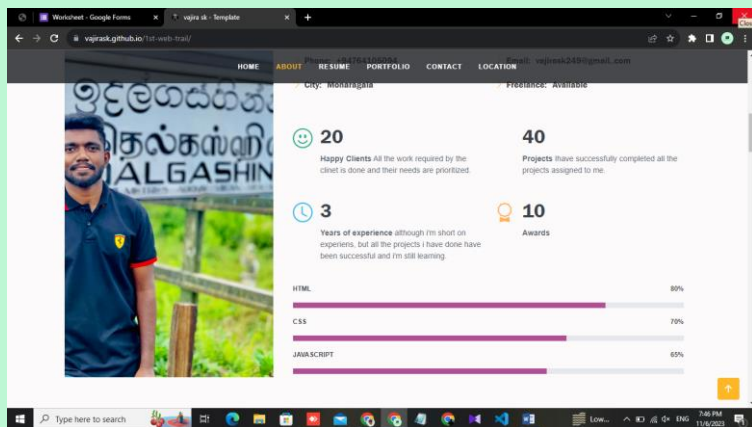 Worksheet - Google Forms
vajira sk - Template
vajirask.github.io/1st-web-trail/
HOME ABOUT RESUME PORTFOLIO CONTACT LOCATION
City: Monaragala
Freelance: Available
20
Happy Clients All the work required by the
clinet is done and their needs are prioritized.
40
Projects Ihave successfully completed all the
projects assigned to me.
3
Years of experience although i'm short on
experiens, but all the projects i have done have
been successful and I'm still learning.
10
Awards
HTML 80%
CSS 70%
JAVASCRIPT 65%
Type here to search
Low...
ENG
7:46 PM
11/6/2023